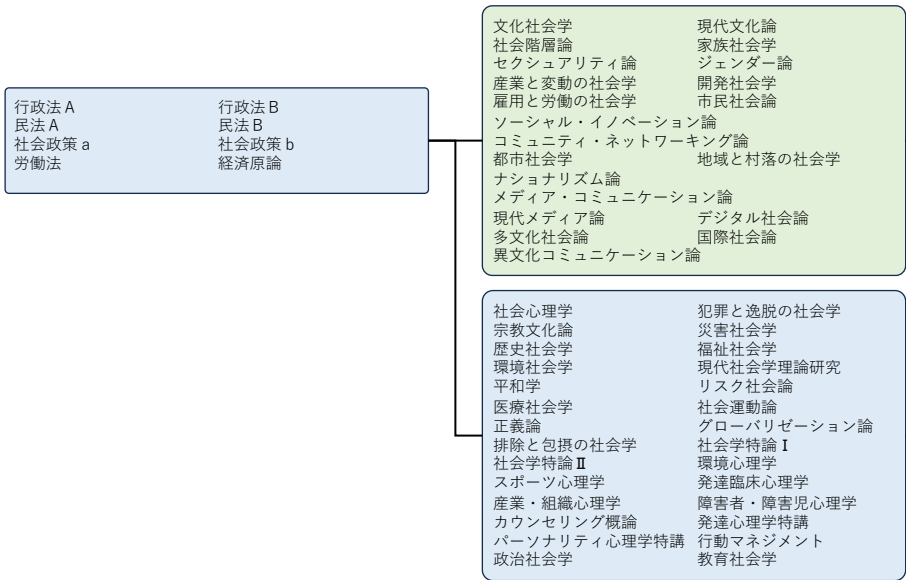 行政法A 行政法B
民法A 民法B
社会政策a 社会政策b
労働法 経済原論
文化社会学 現代文化論
社会階層論 家族社会学
セクシュアリティ論 ジェンダー論
産業と変動の社会学 開発社会学
雇用と労働の社会学 市民社会論
ソーシャル・イノベーション論
コミュニティ・ネットワーキング論
都市社会学 地域と村落の社会学
ナショナリズム論
メディア・コミュニケーション論
現代メディア論 デジタル社会論
多文化社会論 国際社会論
異文化コミュニケーション論
社会心理学 犯罪と逸脱の社会学
宗教文化論 災害社会学
歴史社会学 福祉社会学
環境社会学 現代社会学理論研究
平和学 リスク社会論
医療社会学 社会運動論
正義論 グローバリゼーション論
排除と包摂の社会学 社会学特論Ⅰ
社会学特論Ⅱ 環境心理学
スポーツ心理学 発達臨床心理学
産業・組織心理学 障害者・障害児心理学
カウンセリング概論 発達心理学特講
パーソナリティ心理学特講 行動マネジメント
政治社会学 教育社会学